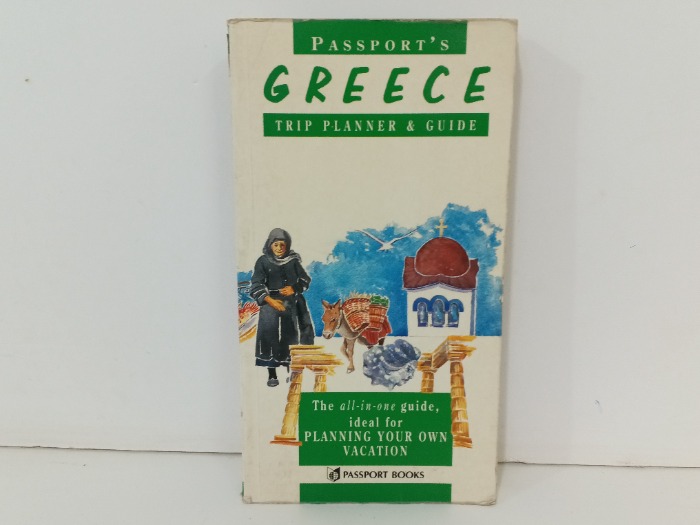 PASSPORT'S
GREECE
TRIP PLANNER & GUIDE
The all-in-one guide,
ideal for
PLANNING YOUR OWN
VACATION
PASSPORT BOOKS